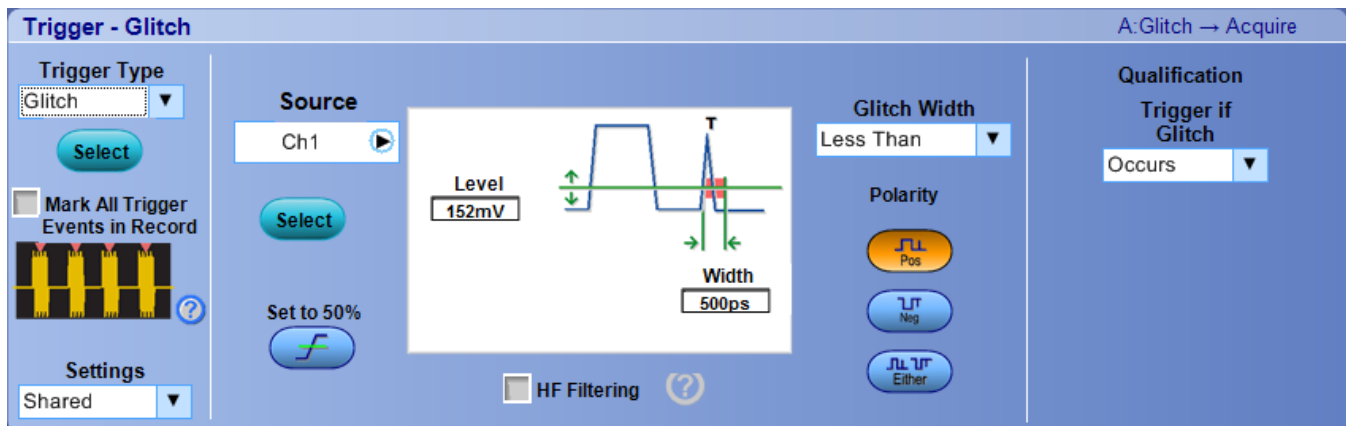 Trigger - Glitch
A:Glitch → Acquire
Trigger Type
Glitch
Select
Mark All Trigger
Events in Record
Settings
Shared
Source
Ch1
Select
Set to 50%
Level
152mV
T
Width
500ps
HF Filtering
Glitch Width
Less Than
Polarity
Pos
Neg
Either
Qualification
Trigger if
Glitch
Occurs